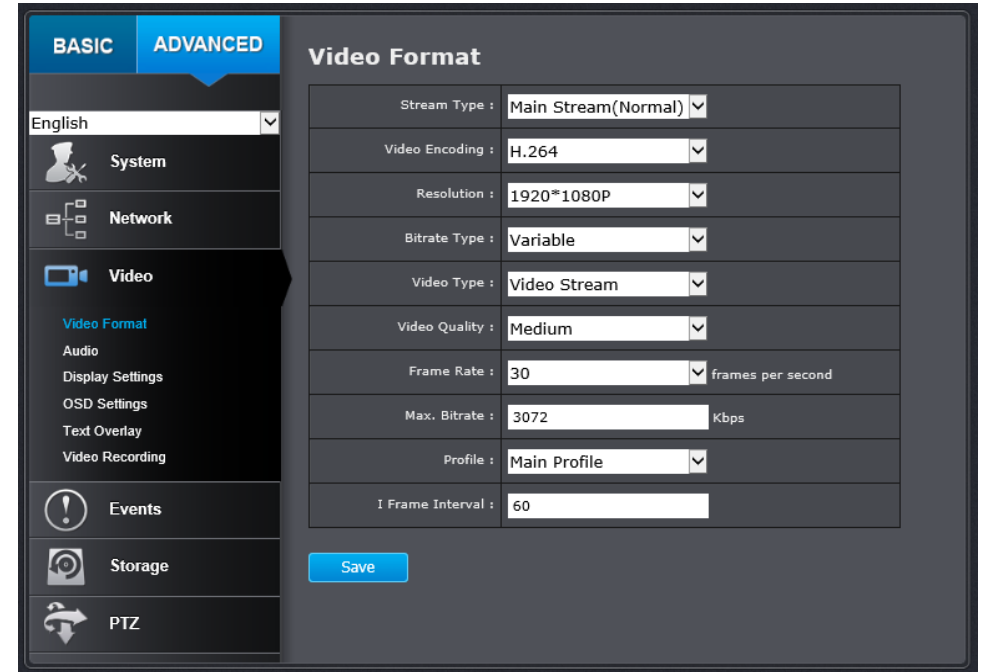 BASIC ADVANCED
English
System
Network
Video
Video Format
Audio
Display Settings
OSD Settings
Text Overlay
Video Recording
Events
Storage
PTZ
Video Format
Stream Type : Main Stream(Normal)
Video Encoding : H.264
Resolution : 1920*1080P
Bitrate Type : Variable
Video Type : Video Stream
Video Quality : Medium
Frame Rate : 30 frames per second
Max. Bitrate : 3072 Kbps
Profile : Main Profile
I Frame Interval : 60
Save